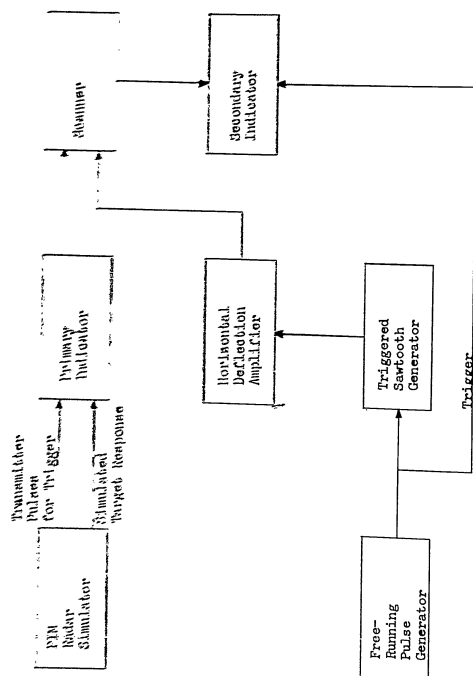 Transmitter
Pulses
for Trigger
Simulated
Target Response
Radar
Simulator
Primary
Indicator
Scanner
Horizontal
Deflection
Amplifier
Secondary
Indicator
Free-
Running
Pulse
Generator
Triggered
Sawtooth
Generator
Trigger